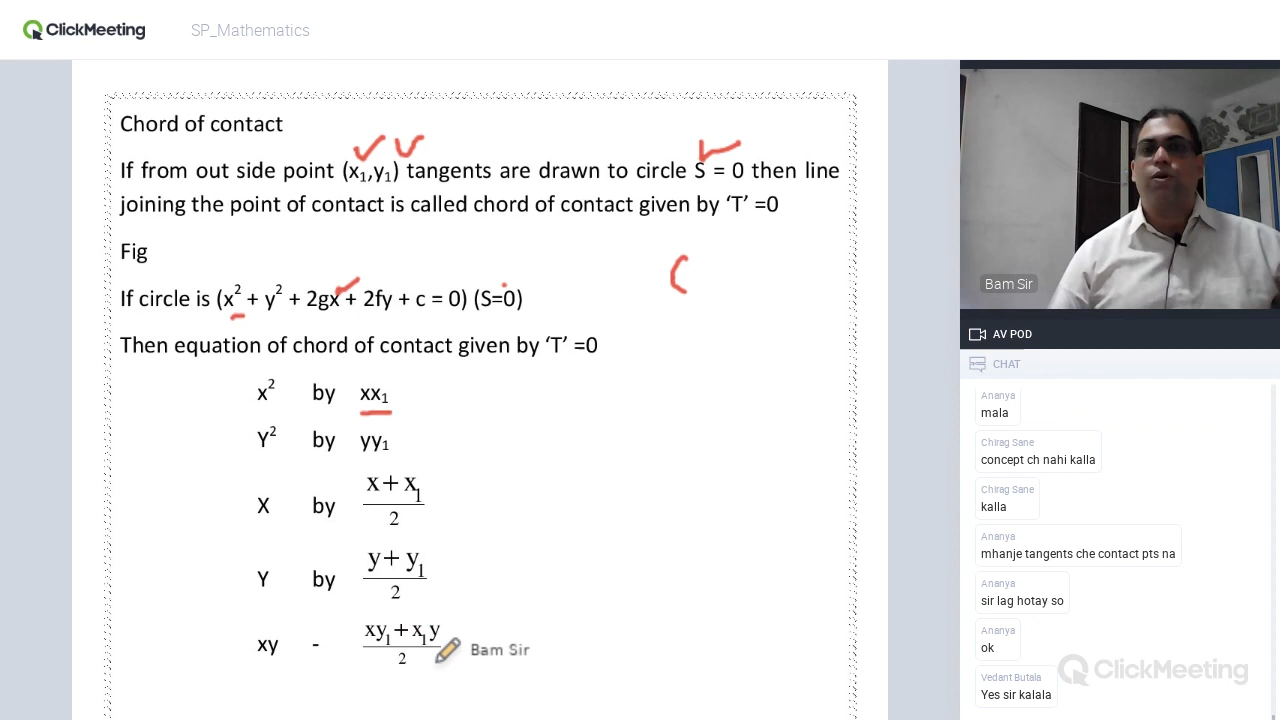 ClickMeeting
SP_Mathematics
Chord of contact
If from out side point (x₁,y₁) tangents are drawn to circle S = 0 then line
joining the point of contact is called chord of contact given by ‘T’ =0
Fig
If circle is (x² + y² + 2gx + 2fy + c = 0) (S=0)
Then equation of chord of contact given by ‘T’ =0
x² by xx₁
Y² by yy₁
X by (x + x₁)/2
Y by (y + y₁)/2
xy - (xy₁ + x₁y)/2
Bam Sir
Bam Sir
AV POD
CHAT
Ananya
mala
Chirag Sane
concept ch nahi kalla
Chirag Sane
kalla
Ananya
mhanje tangents che contact pts na
Ananya
sir lag hotay so
Ananya
ok
Vedant Butala
Yes sir kalala
ClickMeeting